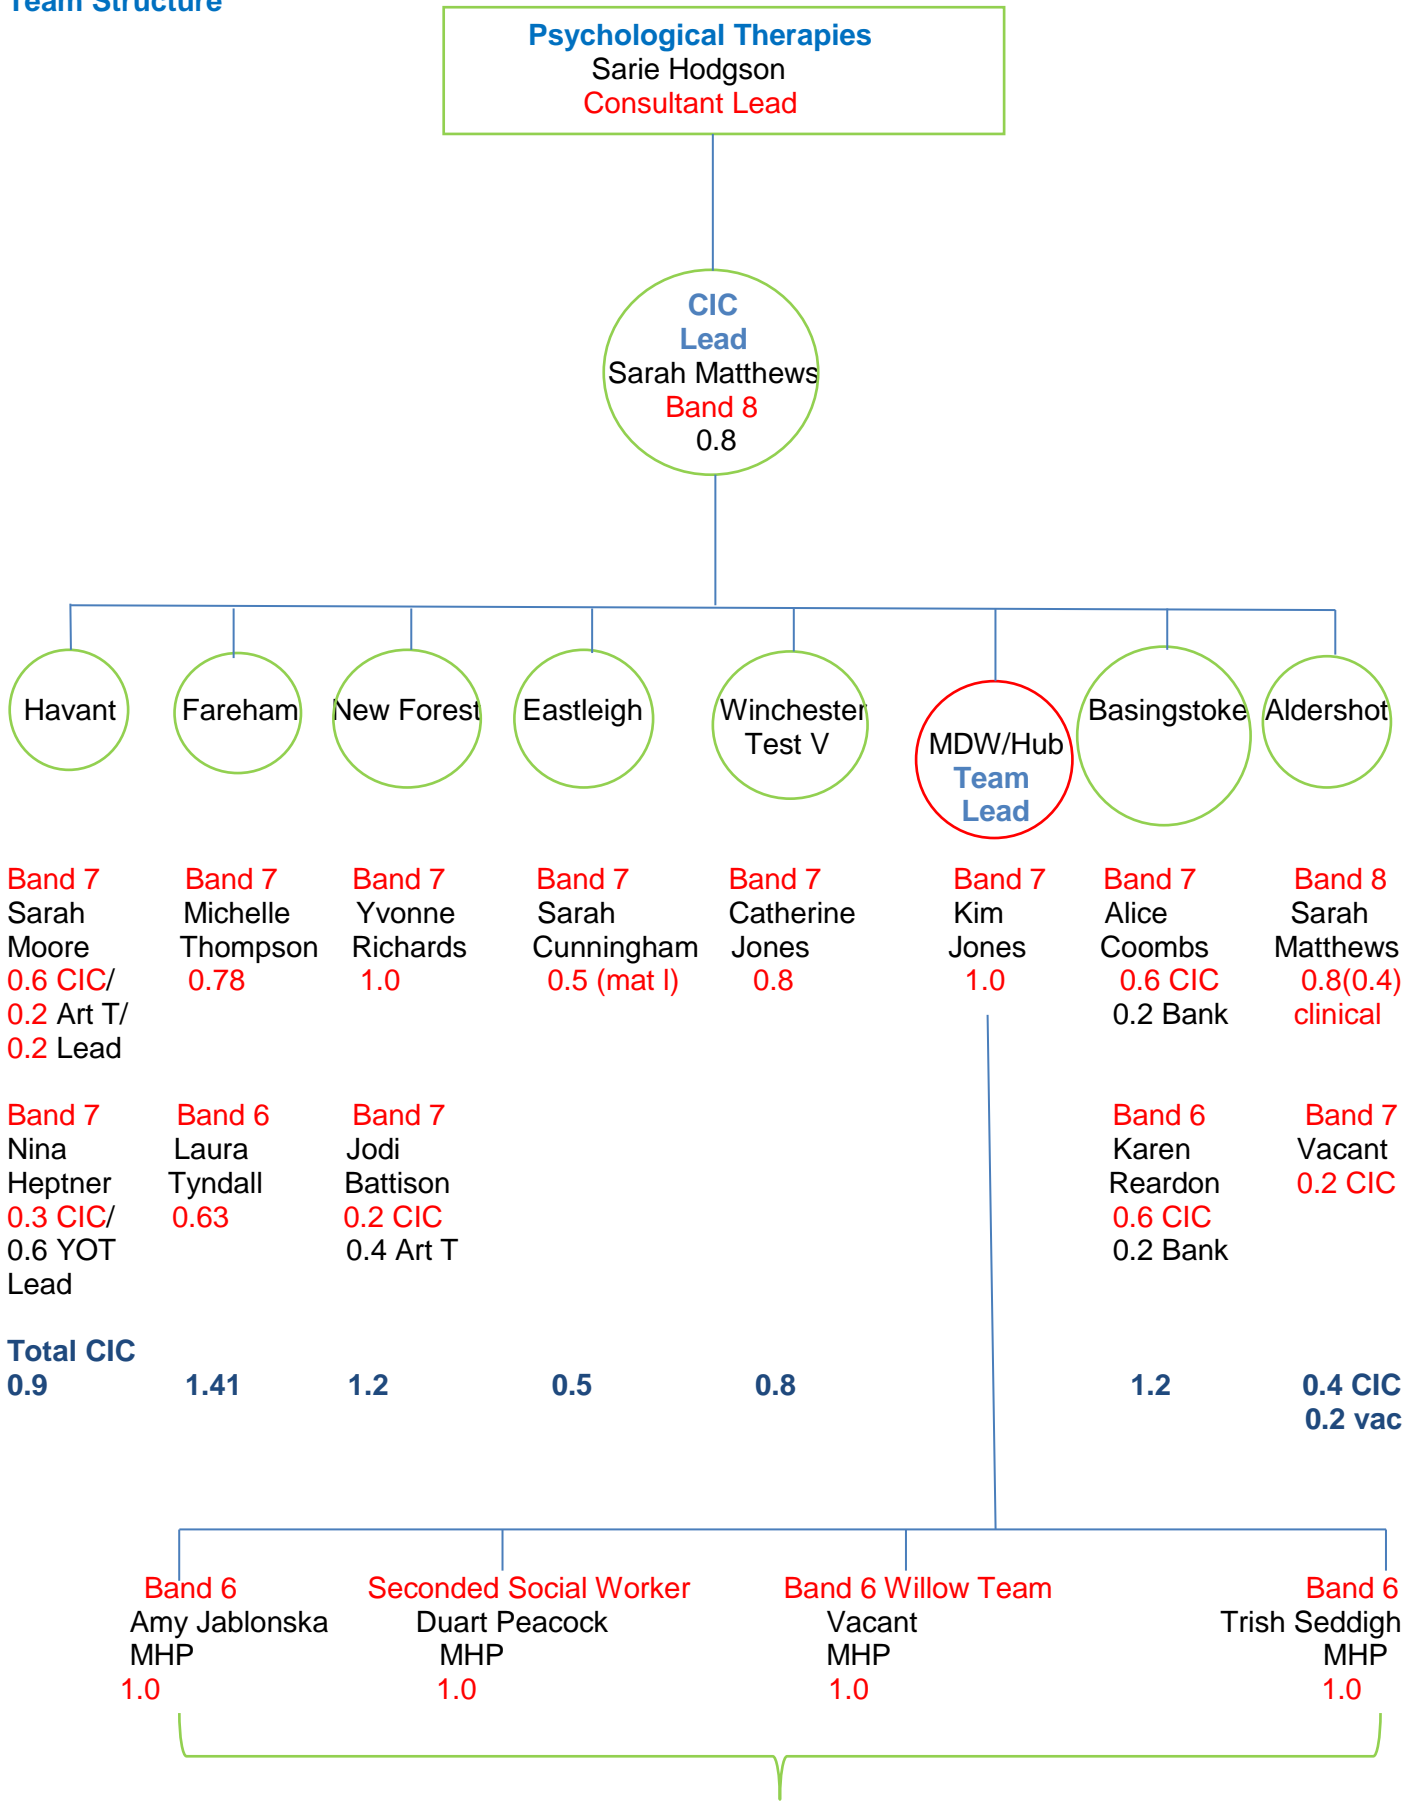 Team Structure
Psychological Therapies
Sarie Hodgson
Consultant Lead
CIC
Lead
Sarah Matthews
Band 8
0.8
Havant
Fareham
New Forest
Eastleigh
Winchester
Test V
MDW/Hub
Team
Lead
Basingstoke
Aldershot
Band 7
Sarah
Moore
0.6 CIC/
0.2 Art T/
0.2 Lead
Band 7
Michelle
Thompson
0.78
Band 7
Yvonne
Richards
1.0
Band 7
Sarah
Cunningham
0.5 (mat l)
Band 7
Catherine
Jones
0.8
Band 7
Kim
Jones
1.0
Band 7
Alice
Coombs
0.6 CIC
0.2 Bank
Band 8
Sarah
Matthews
0.8(0.4)
clinical
Band 7
Nina
Heptner
0.3 CIC/
0.6 YOT
Lead
Band 6
Laura
Tyndall
0.63
Band 7
Jodi
Battison
0.2 CIC
0.4 Art T
Band 6
Karen
Reardon
0.6 CIC
0.2 Bank
Band 7
Vacant
0.2 CIC
Total CIC
0.9
1.41
1.2
0.5
0.8
1.2
0.4 CIC
0.2 vac
Band 6
Amy Jablonska
MHP
1.0
Seconded Social Worker
Duart Peacock
MHP
1.0
Band 6 Willow Team
Vacant
MHP
1.0
Band 6
Trish Seddigh
MHP
1.0